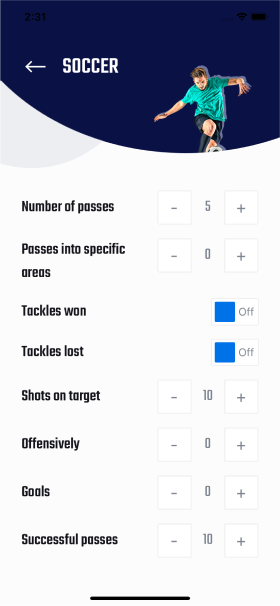 2:31
SOCCER
Number of passes - 5 +
Passes into specific
areas - 0 +
Tackles won Off
Tackles lost Off
Shots on target - 10 +
Offensively - 0 +
Goals - 0 +
Successful passes - 10 +